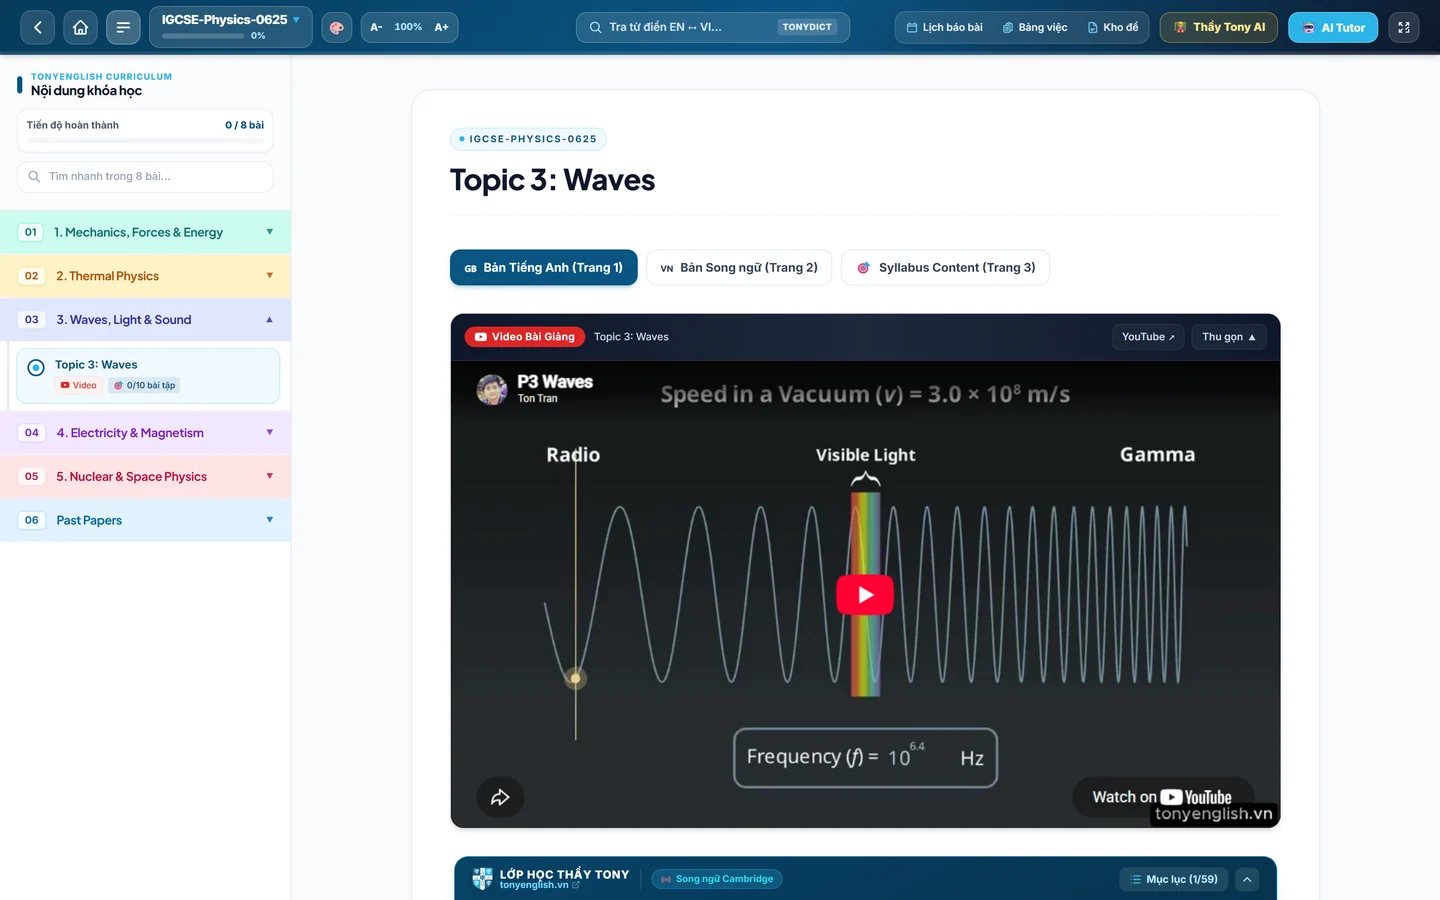 IGCSE-Physics-0625 ▼
0%
A- 100% A+
Tra từ điển EN ↔ VI... TONYDICT
Lịch báo bài
Bảng việc
Kho đề
Thầy Tony AI
AI Tutor
TONYENGLISH CURRICULUM
Nội dung khóa học
Tiến độ hoàn thành 0 / 8 bài
Tìm nhanh trong 8 bài...
01 1. Mechanics, Forces & Energy ▼
02 2. Thermal Physics ▼
03 3. Waves, Light & Sound ▲
Topic 3: Waves
Video 0/10 bài tập
04 4. Electricity & Magnetism ▼
05 5. Nuclear & Space Physics ▼
06 Past Papers ▼
IGCSE-PHYSICS-0625
Topic 3: Waves
GB Bản Tiếng Anh (Trang 1)
VN Bản Song ngữ (Trang 2)
Syllabus Content (Trang 3)
Video Bài Giảng Topic 3: Waves
YouTube ↗
Thu gọn ▲
P3 Waves
Ton Tran
Speed in a Vacuum (v) = 3.0 × 10⁸ m/s
Radio
Visible Light
Gamma
Frequency (f) = 10^6.4 Hz
Watch on YouTube
tonyenglish.vn
LỚP HỌC THẦY TONY
tonyenglish.vn
Song ngữ Cambridge
Mục lục (1/59)